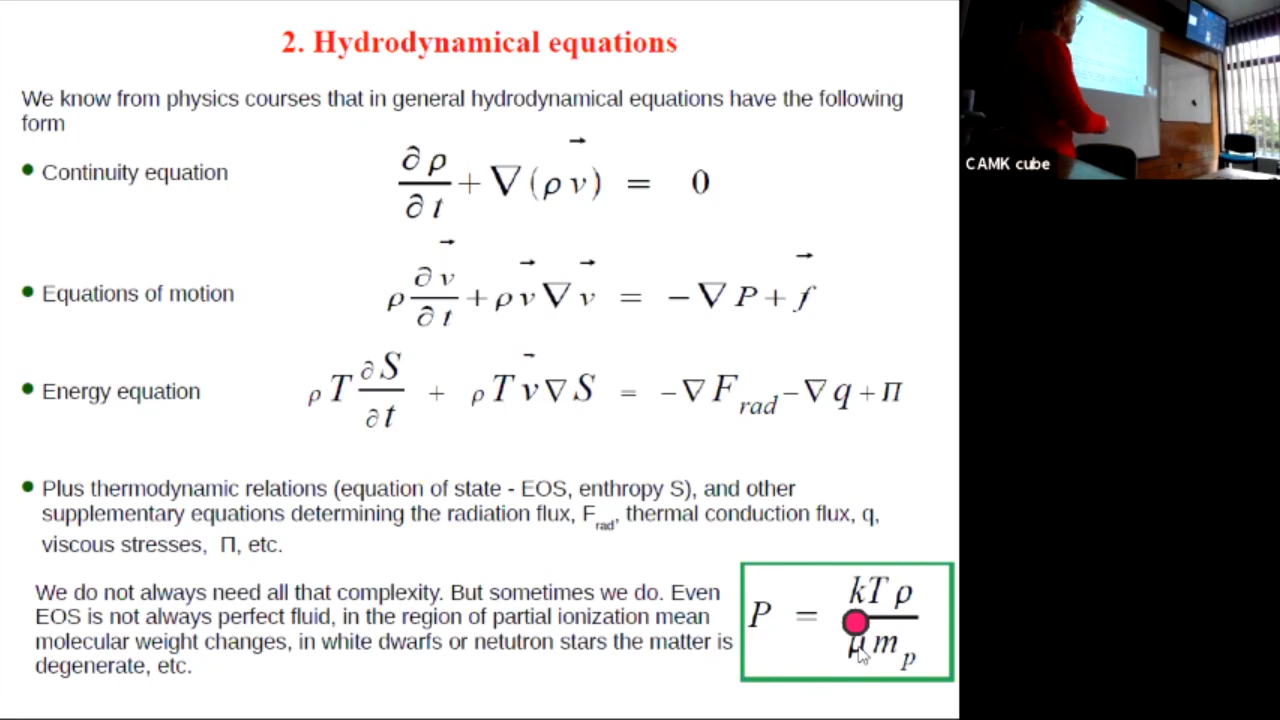 2. Hydrodynamical equations
We know from physics courses that in general hydrodynamical equations have the following
form
Continuity equation
∂ρ/∂t + ∇(ρv⃗) = 0
Equations of motion
ρ ∂v⃗/∂t + ρv⃗∇v⃗ = −∇P + f⃗
Energy equation
ρT ∂S/∂t + ρTv⃗∇S = −∇F_rad − ∇q + Π
Plus thermodynamic relations (equation of state - EOS, enthropy S), and other
supplementary equations determining the radiation flux, F_rad, thermal conduction flux, q,
viscous stresses, Π, etc.
We do not always need all that complexity. But sometimes we do. Even
EOS is not always perfect fluid, in the region of partial ionization mean
molecular weight changes, in white dwarfs or netutron stars the matter is
degenerate, etc.
P = kTρ/μm_p
CAMK cube